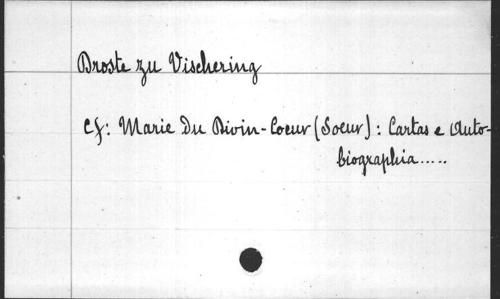 Droste zu Vischering
Cf: Marie Du Divin-Coeur (Soeur): Cartas e Auto-
biographia.....